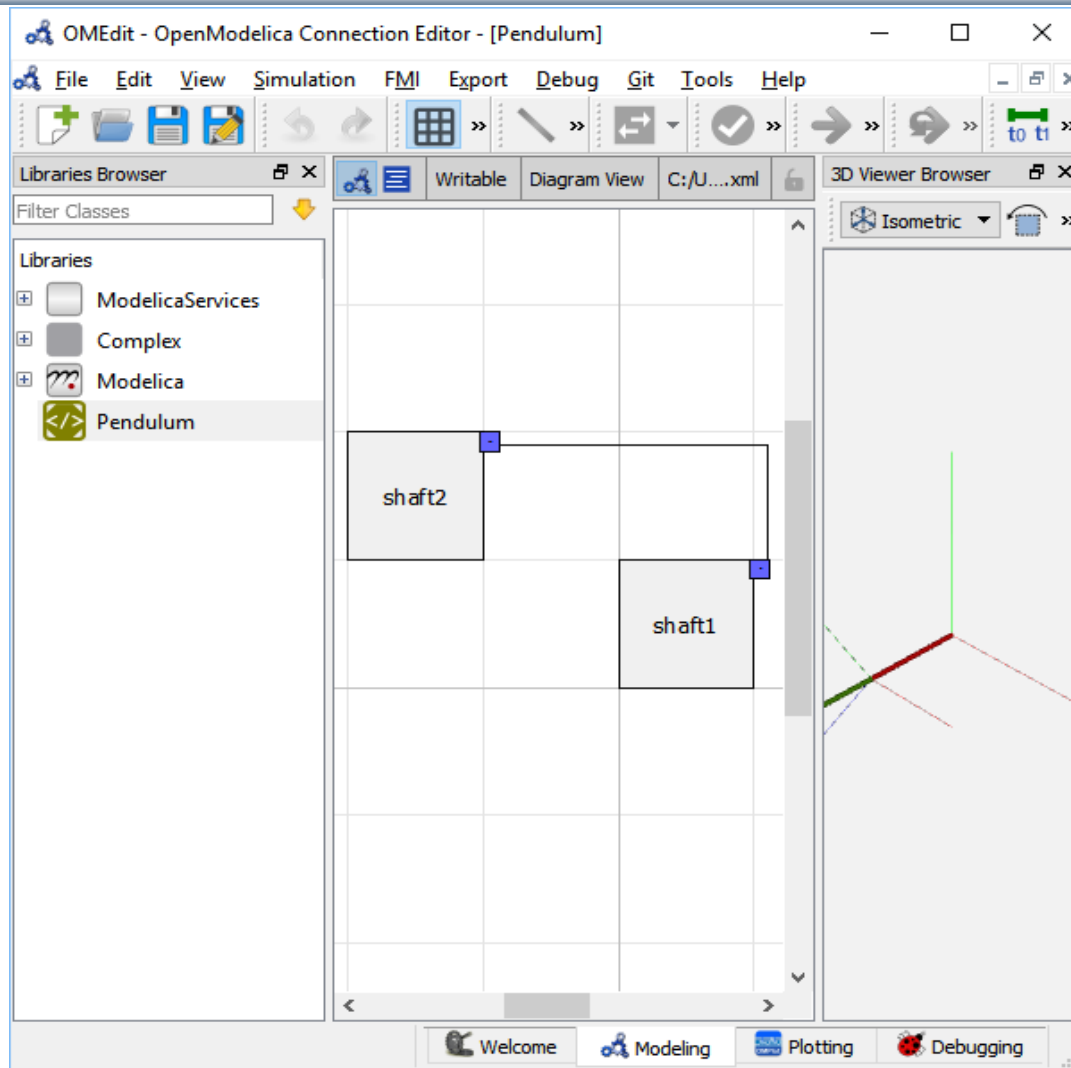 OMEdit - OpenModelica Connection Editor - [Pendulum]
File Edit View Simulation FMI Export Debug Git Tools Help
t0 t1
Libraries Browser
Writable Diagram View C:/U....xml
3D Viewer Browser
Filter Classes
Isometric
Libraries
ModelicaServices
Complex
Modelica
</> Pendulum
shaft2
shaft1
Welcome Modeling Plotting Debugging